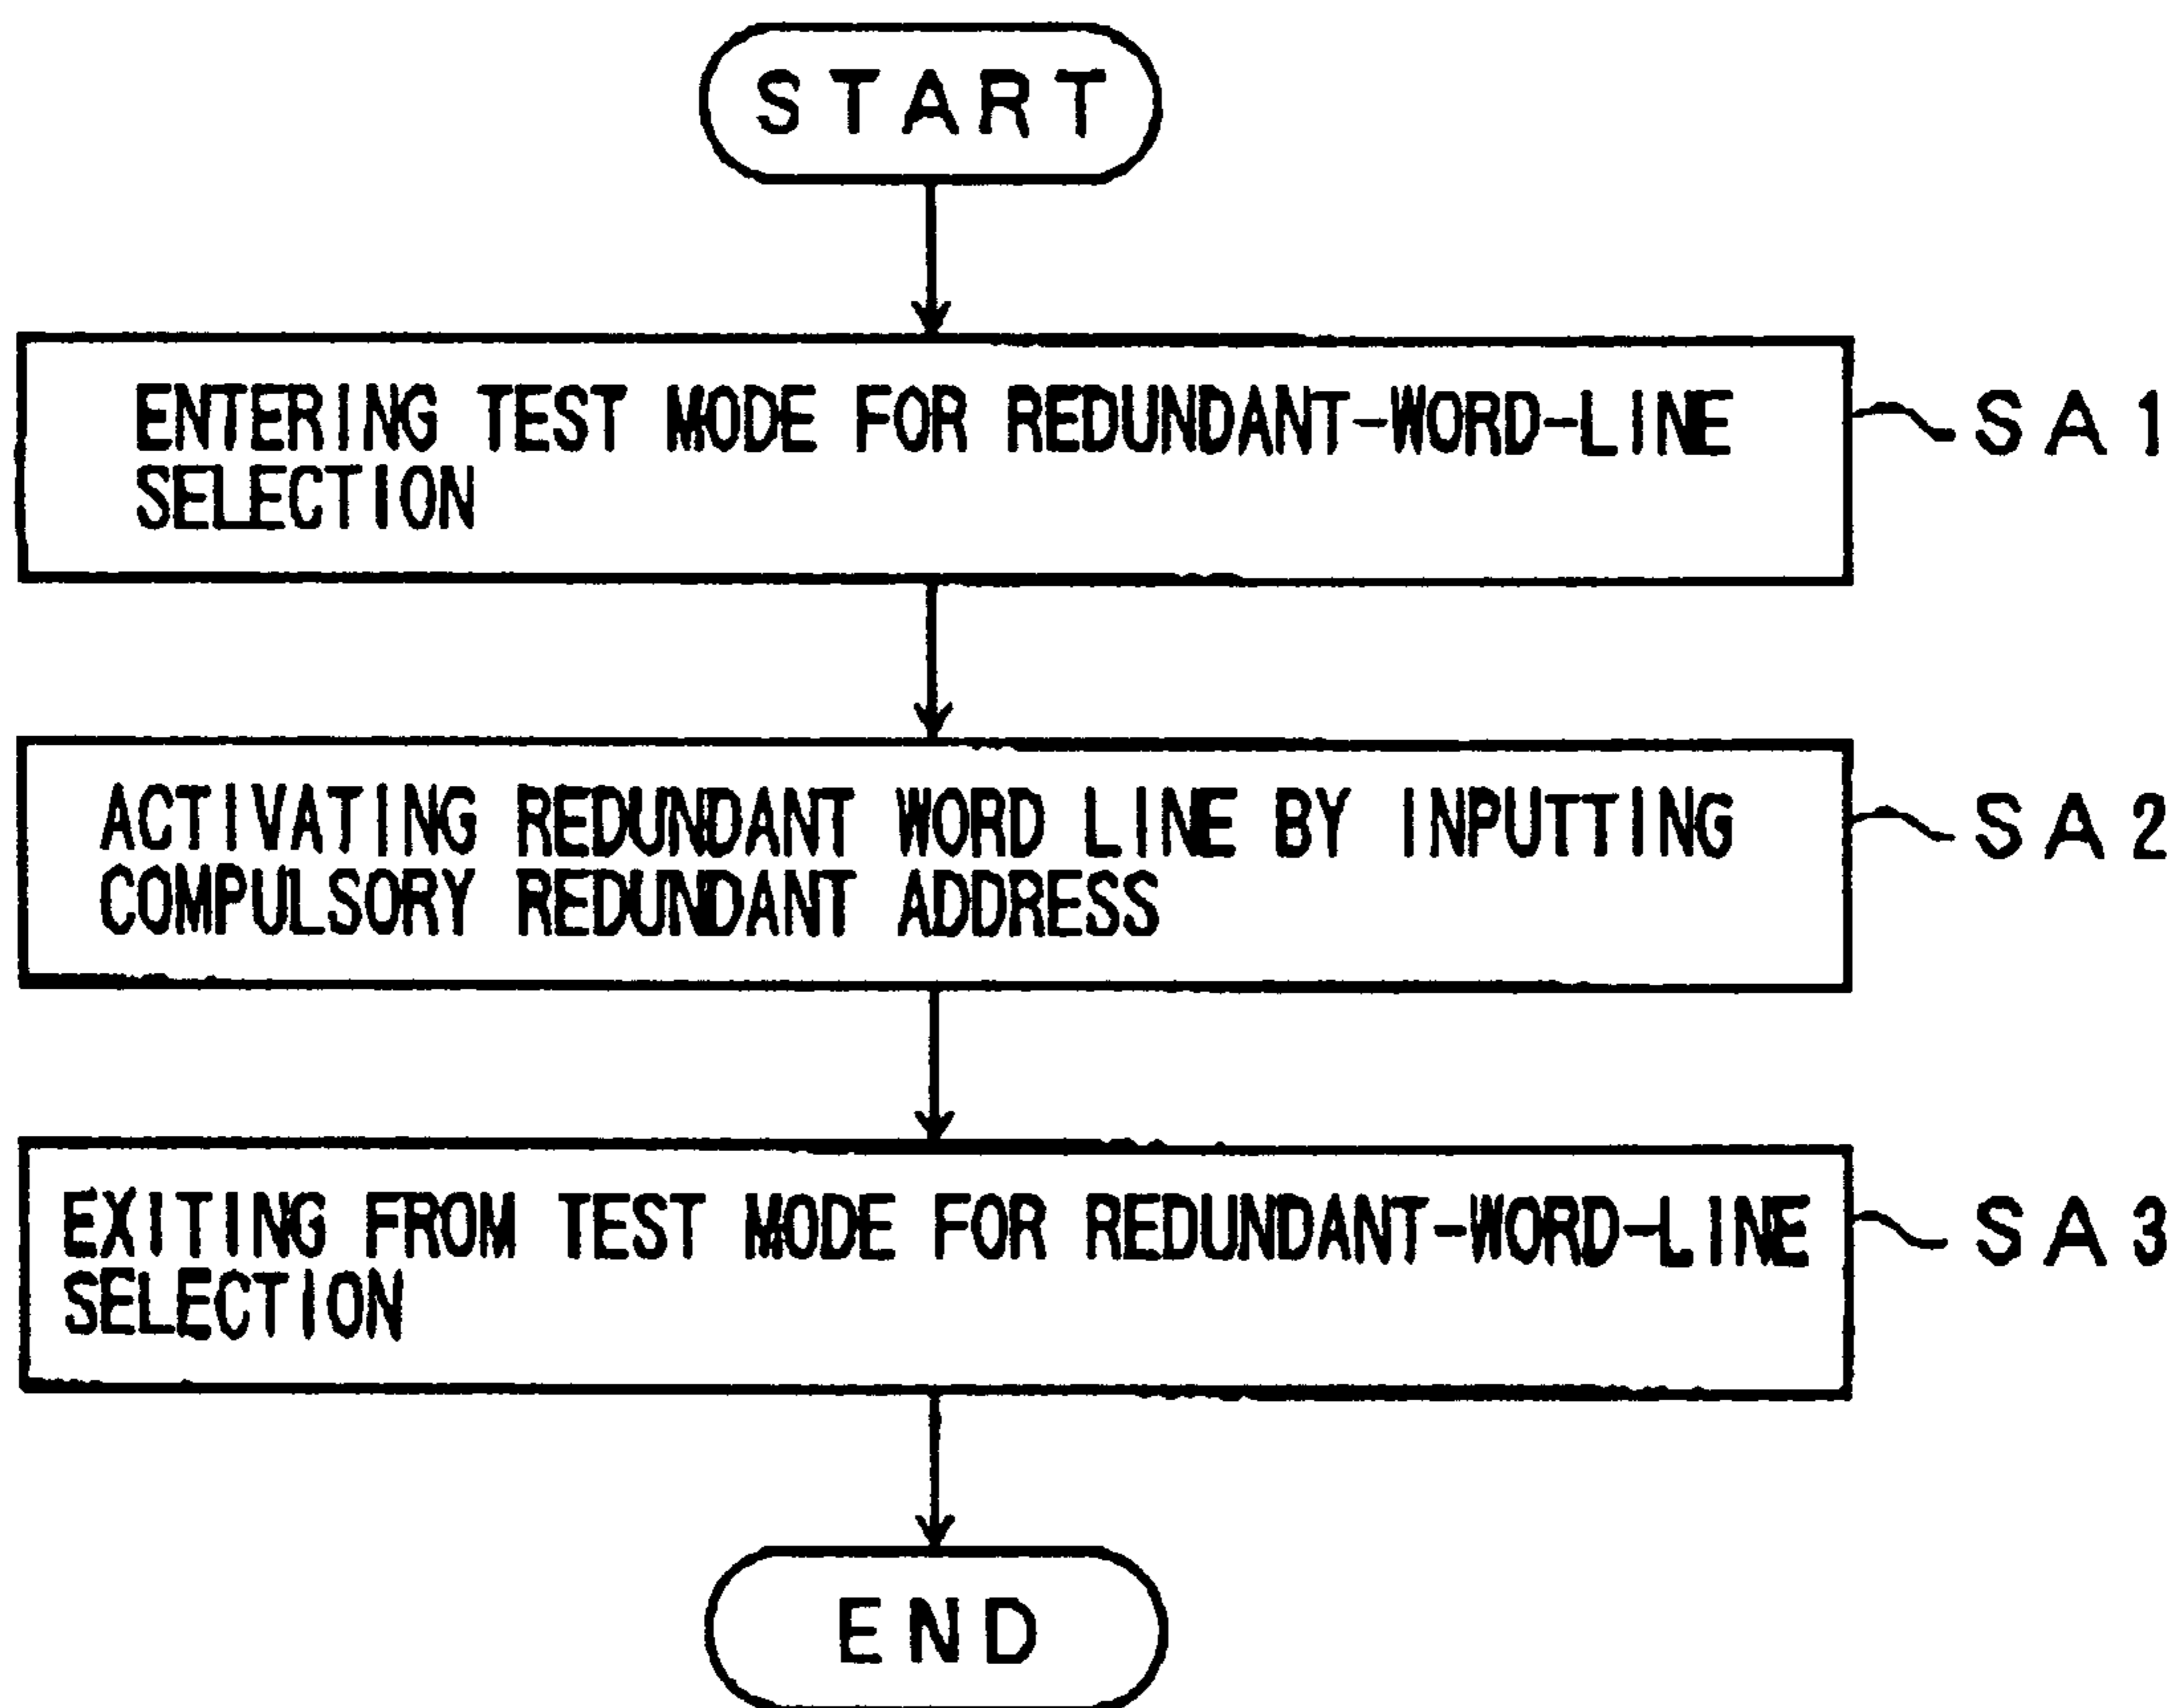 START
ENTERING TEST MODE FOR REDUNDANT-WORD-LINE
SELECTION
SA1
ACTIVATING REDUNDANT WORD LINE BY INPUTTING
COMPULSORY REDUNDANT ADDRESS
SA2
EXITING FROM TEST MODE FOR REDUNDANT-WORD-LINE
SELECTION
SA3
END